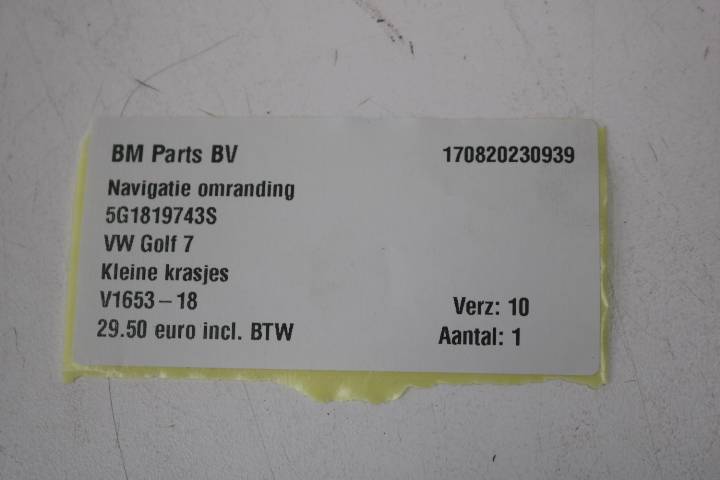 BM Parts BV 170820230939
Navigatie omranding
5G1819743S
VW Golf 7
Kleine krasjes
V1653-18 Verz: 10
29.50 euro incl. BTW Aantal: 1